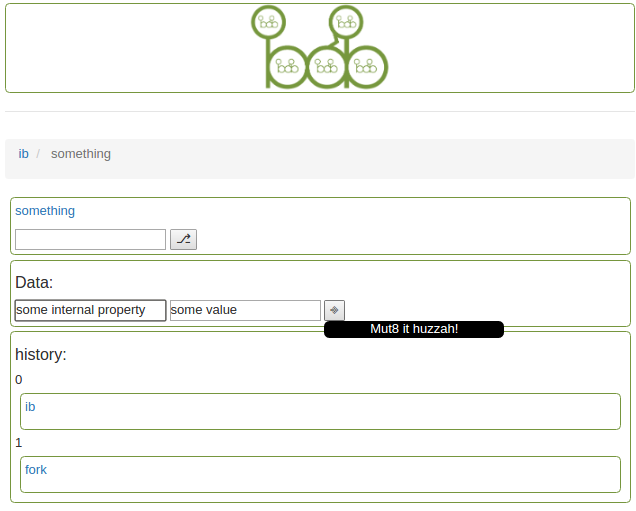 ib / something
something
Data:
some internal property some value
Mut8 it huzzah!
history:
0
ib
1
fork